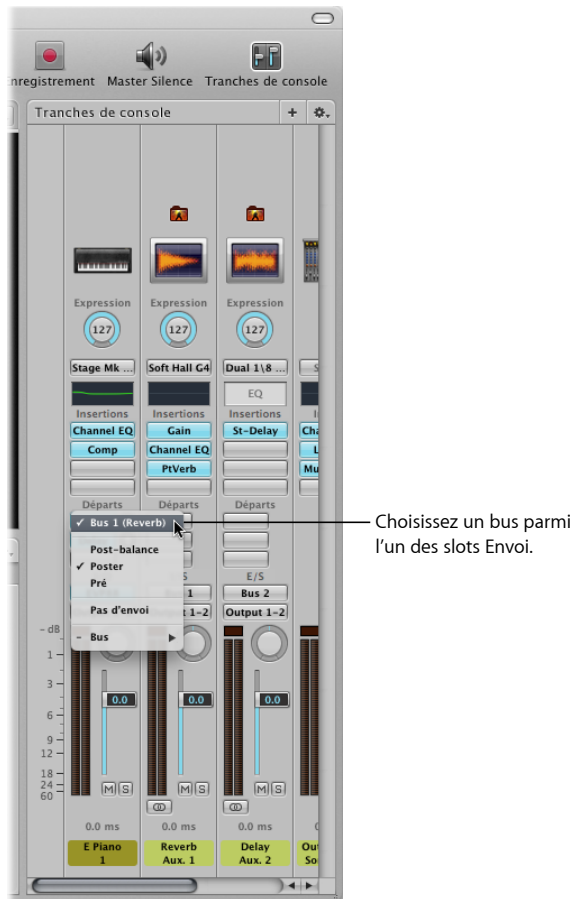 Enregistrement Master Silence Tranches de console
Tranches de console
Expression Expression Expression
127 127 127
Stage Mk ... Soft Hall G4 Dual 1\8 ...
EQ
Insertions Insertions Insertions
Channel EQ Gain St-Delay
Comp Channel EQ
PtVerb
Départs Départs Départs
✓ Bus 1 (Reverb)
Choisissez un bus parmi
l'un des slots Envoi.
Post-balance
✓ Poster
Pré
Pas d'envoi
– Bus
E/S
Bus 2
Output 1-2
- dB
1
3
6
9
12
18
24
60
0.0 0.0 0.0
M S M S M S
0.0 ms 0.0 ms 0.0 ms
E Piano Reverb Delay
1 Aux. 1 Aux. 2